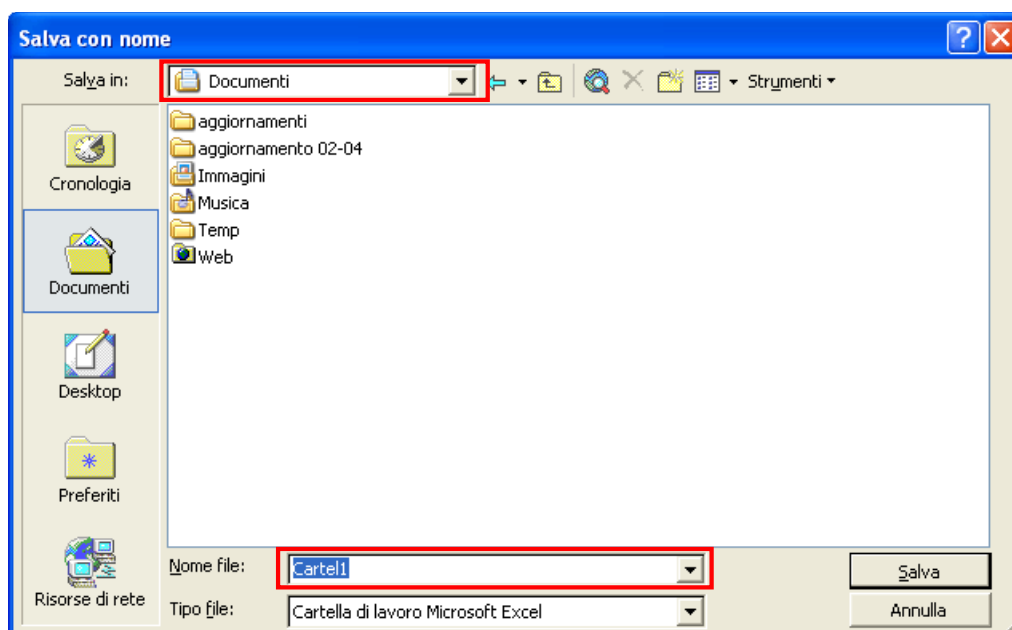 Salva con nome
Salva in:
Documenti
Strumenti
aggiornamenti
aggiornamento 02-04
Immagini
Musica
Temp
Web
Cronologia
Documenti
Desktop
Preferiti
Risorse di rete
Nome file:
Cartel1
Salva
Tipo file:
Cartella di lavoro Microsoft Excel
Annulla